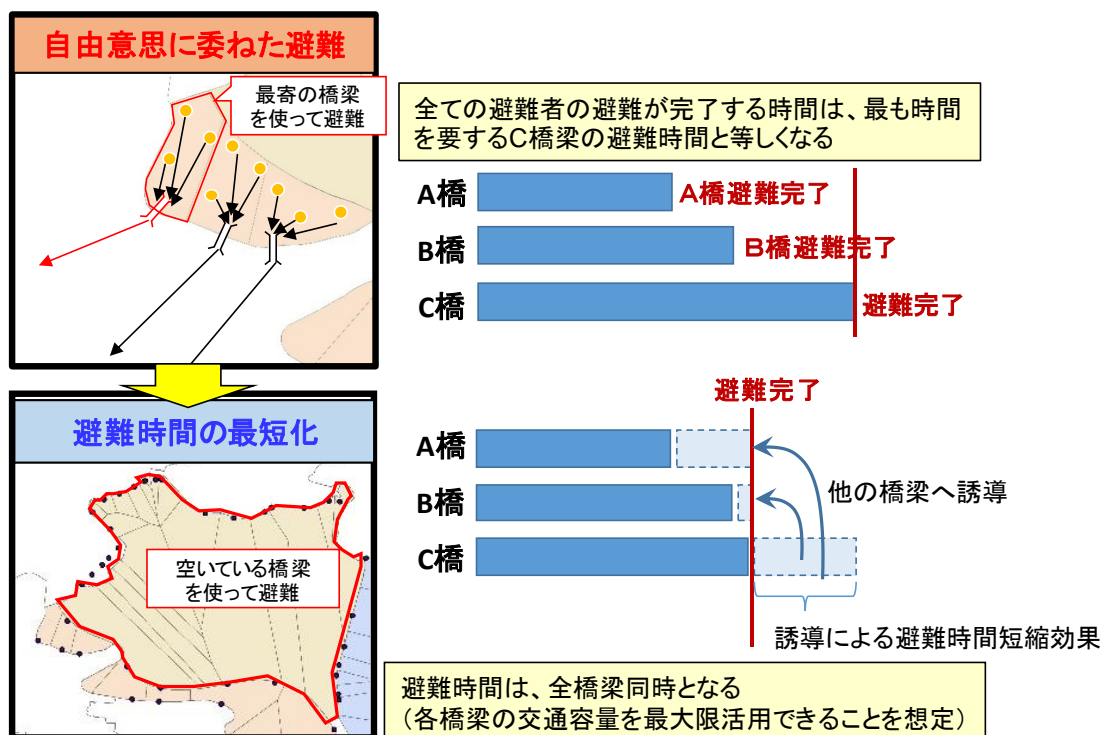 自由意思に委ねた避難
最寄の橋梁
を使って避難
全ての避難者の避難が完了する時間は、最も時間
を要するC橋梁の避難時間と等しくなる
A橋
A橋避難完了
B橋
B橋避難完了
C橋
避難完了
避難時間の最短化
空いている橋梁
を使って避難
避難完了
A橋
B橋
C橋
他の橋梁へ誘導
誘導による避難時間短縮効果
避難時間は、全橋梁同時となる
（各橋梁の交通容量を最大限活用できることを想定）